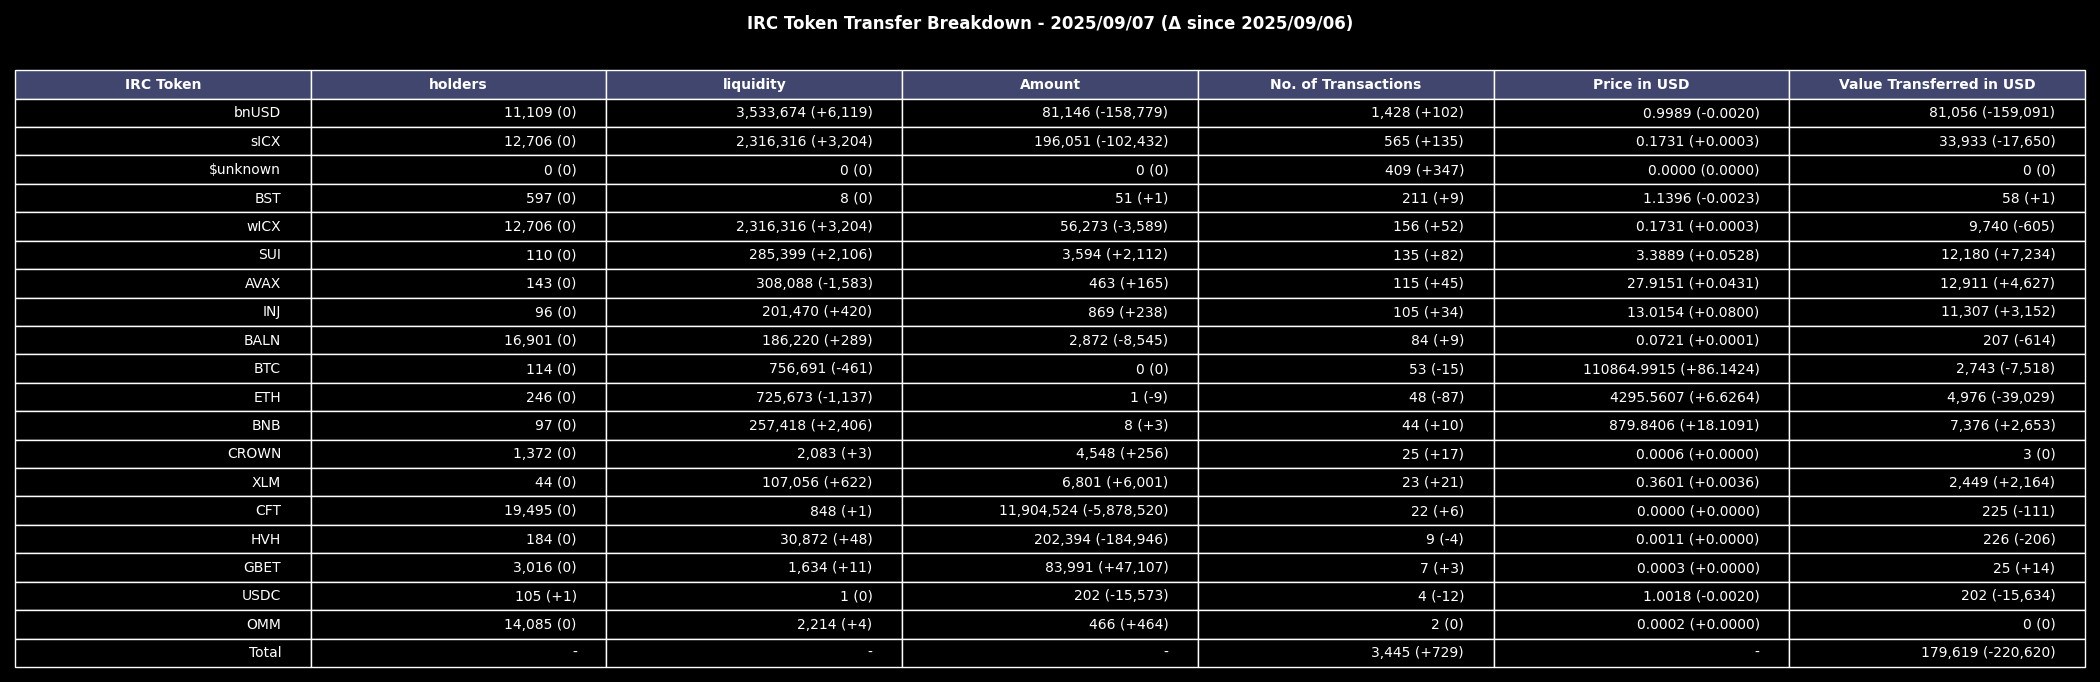 IRC Token Transfer Breakdown - 2025/09/07 (Δ since 2025/09/06)
IRC Token holders liquidity Amount No. of Transactions Price in USD Value Transferred in USD
bnUSD 11,109 (0) 3,533,674 (+6,119) 81,146 (-158,779) 1,428 (+102) 0.9989 (-0.0020) 81,056 (-159,091)
sICX 12,706 (0) 2,316,316 (+3,204) 196,051 (-102,432) 565 (+135) 0.1731 (+0.0003) 33,933 (-17,650)
$unknown 0 (0) 0 (0) 0 (0) 409 (+347) 0.0000 (0.0000) 0 (0)
BST 597 (0) 8 (0) 51 (+1) 211 (+9) 1.1396 (-0.0023) 58 (+1)
wICX 12,706 (0) 2,316,316 (+3,204) 56,273 (-3,589) 156 (+52) 0.1731 (+0.0003) 9,740 (-605)
SUI 110 (0) 285,399 (+2,106) 3,594 (+2,112) 135 (+82) 3.3889 (+0.0528) 12,180 (+7,234)
AVAX 143 (0) 308,088 (-1,583) 463 (+165) 115 (+45) 27.9151 (+0.0431) 12,911 (+4,627)
INJ 96 (0) 201,470 (+420) 869 (+238) 105 (+34) 13.0154 (+0.0800) 11,307 (+3,152)
BALN 16,901 (0) 186,220 (+289) 2,872 (-8,545) 84 (+9) 0.0721 (+0.0001) 207 (-614)
BTC 114 (0) 756,691 (-461) 0 (0) 53 (-15) 110864.9915 (+86.1424) 2,743 (-7,518)
ETH 246 (0) 725,673 (-1,137) 1 (-9) 48 (-87) 4295.5607 (+6.6264) 4,976 (-39,029)
BNB 97 (0) 257,418 (+2,406) 8 (+3) 44 (+10) 879.8406 (+18.1091) 7,376 (+2,653)
CROWN 1,372 (0) 2,083 (+3) 4,548 (+256) 25 (+17) 0.0006 (+0.0000) 3 (0)
XLM 44 (0) 107,056 (+622) 6,801 (+6,001) 23 (+21) 0.3601 (+0.0036) 2,449 (+2,164)
CFT 19,495 (0) 848 (+1) 11,904,524 (-5,878,520) 22 (+6) 0.0000 (+0.0000) 225 (-111)
HVH 184 (0) 30,872 (+48) 202,394 (-184,946) 9 (-4) 0.0011 (+0.0000) 226 (-206)
GBET 3,016 (0) 1,634 (+11) 83,991 (+47,107) 7 (+3) 0.0003 (+0.0000) 25 (+14)
USDC 105 (+1) 1 (0) 202 (-15,573) 4 (-12) 1.0018 (-0.0020) 202 (-15,634)
OMM 14,085 (0) 2,214 (+4) 466 (+464) 2 (0) 0.0002 (+0.0000) 0 (0)
Total - - - 3,445 (+729) - 179,619 (-220,620)